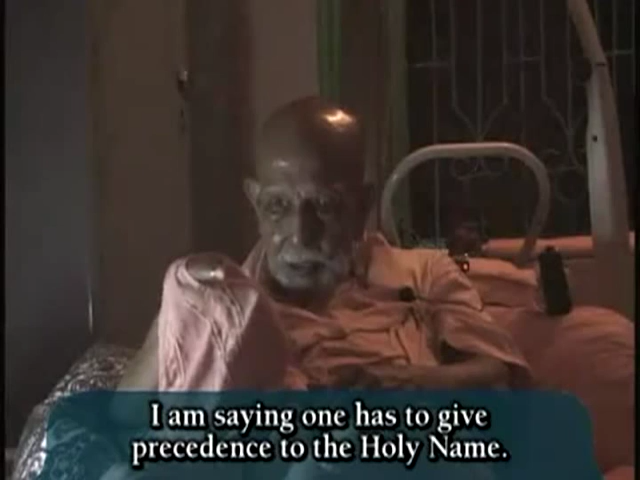 I am saying one has to give
precedence to the Holy Name.